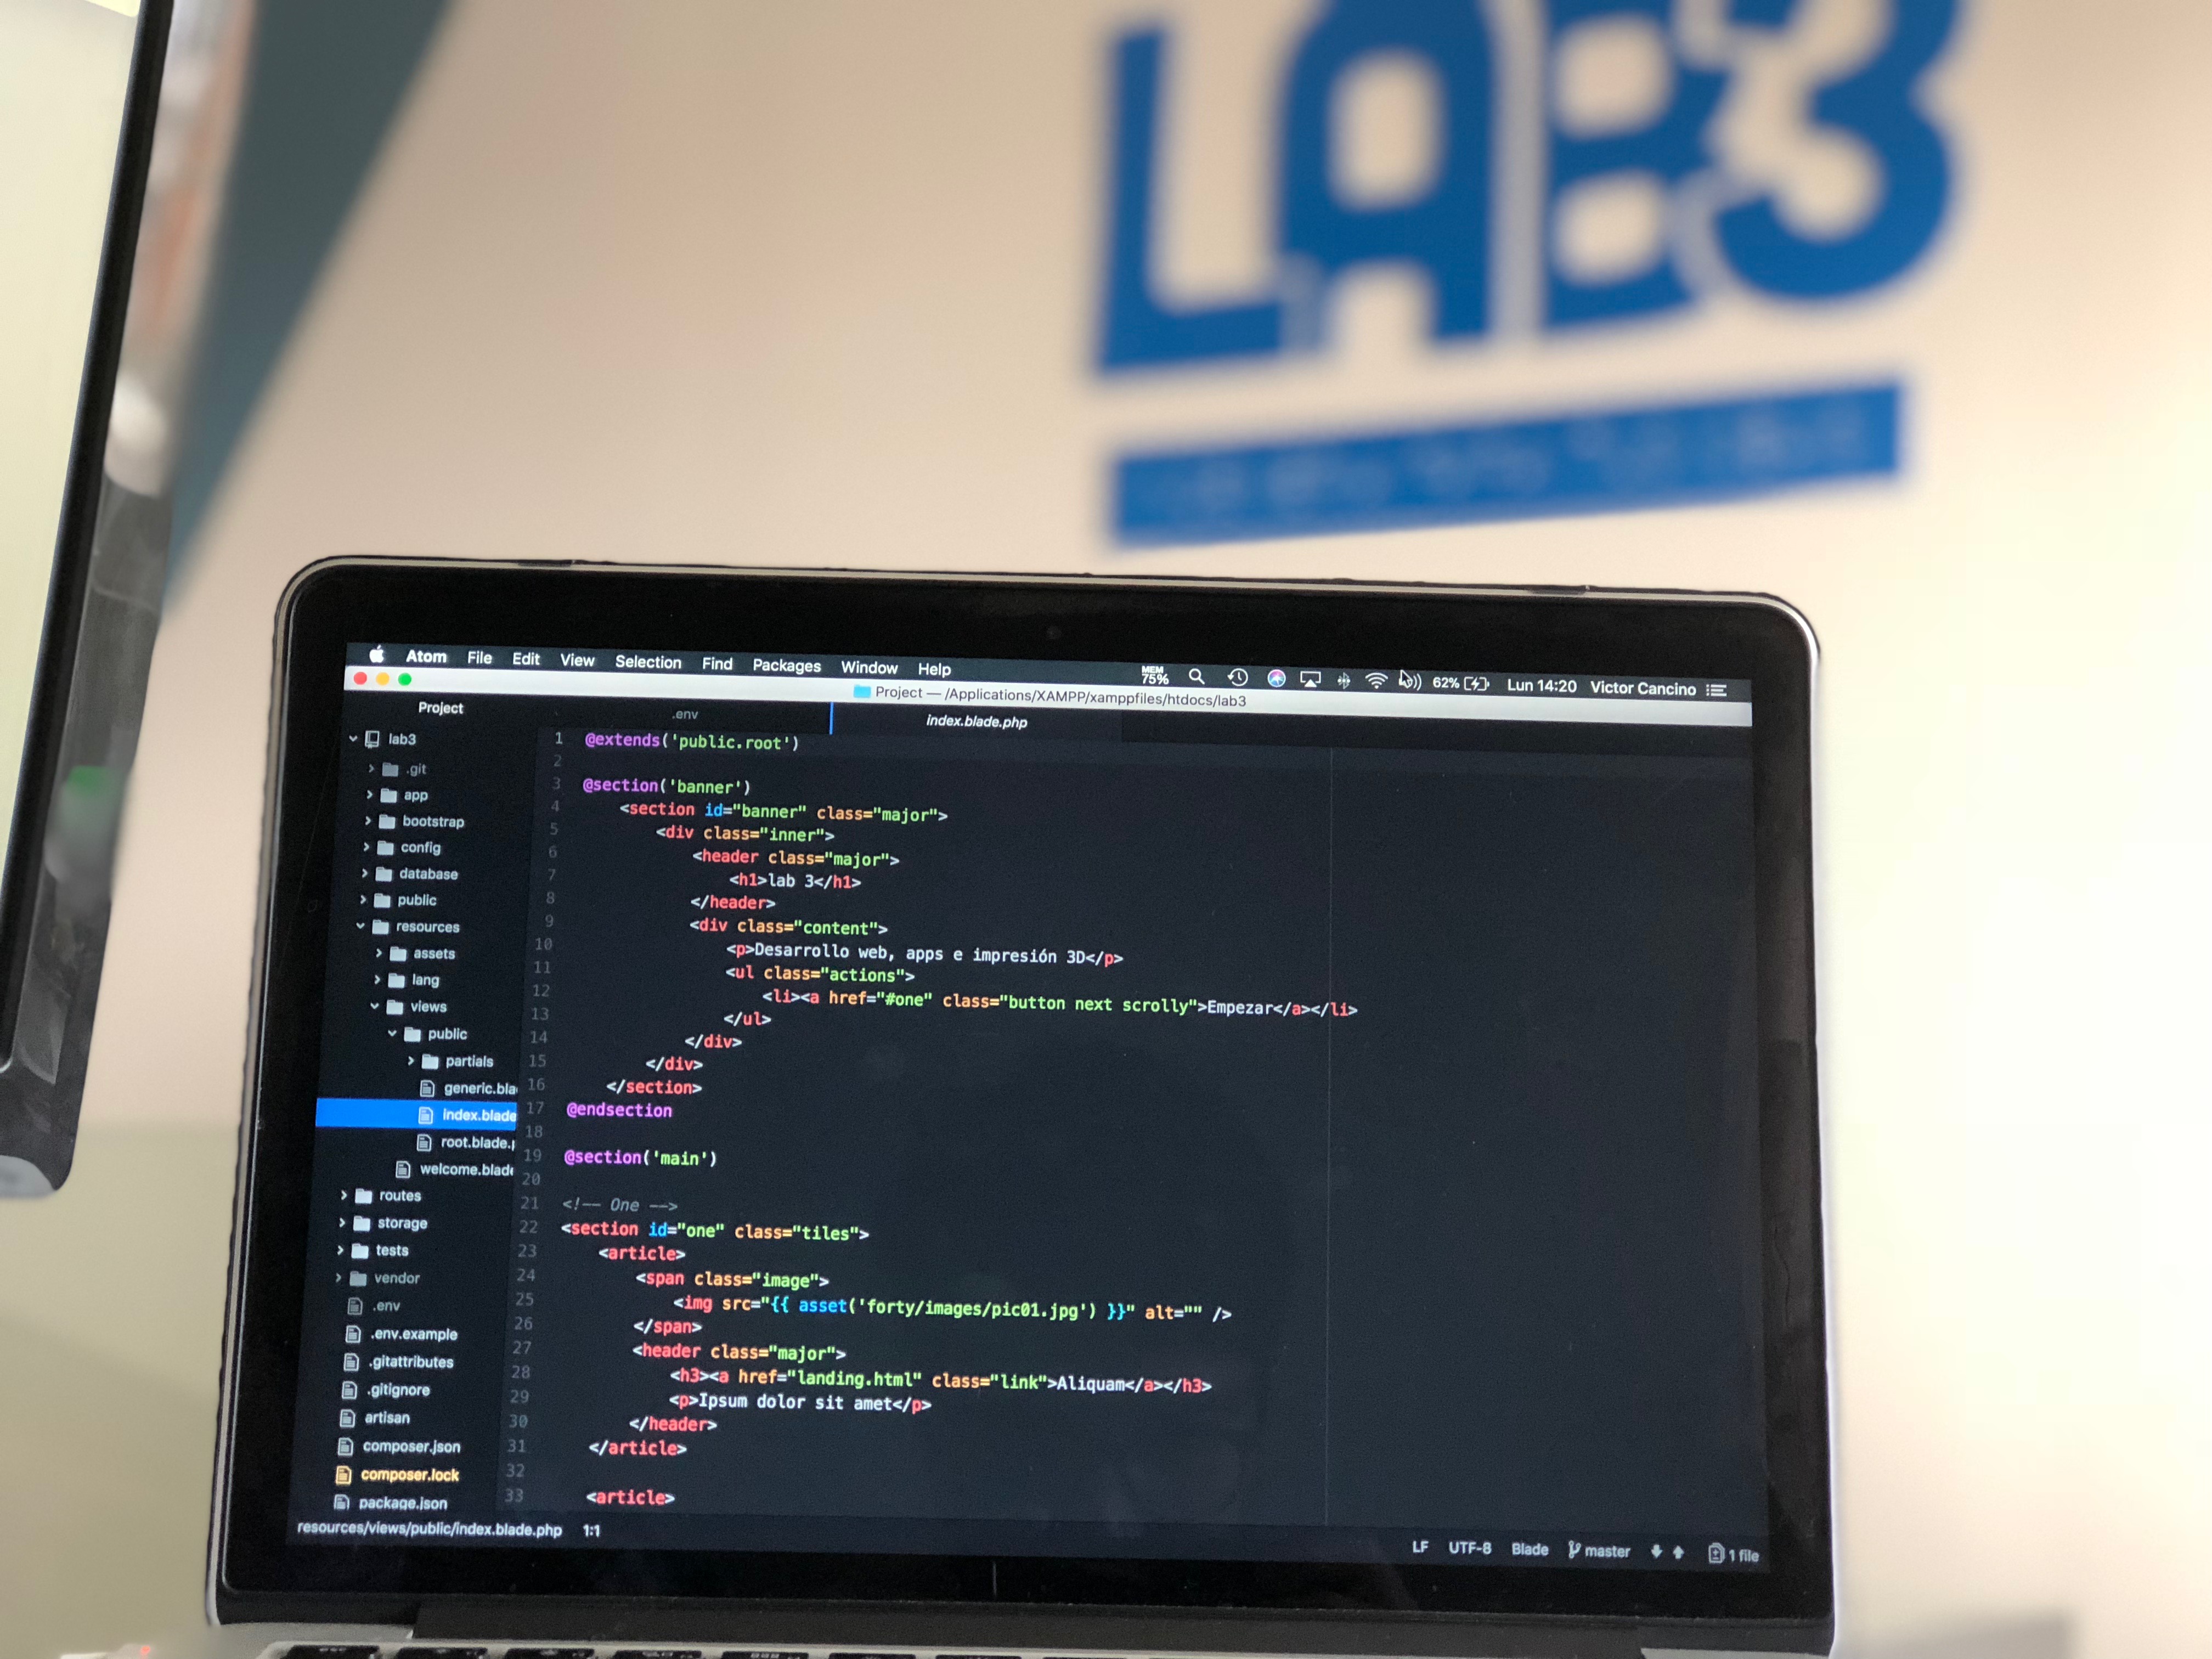 LAB3
Atom File Edit View Selection Find Packages Window Help MEM 75% 62% Lun 14:20 Victor Cancino
Project — /Applications/XAMPP/xamppfiles/htdocs/lab3
Project
.env
index.blade.php
lab3
.git
app
bootstrap
config
database
public
resources
assets
lang
views
public
partials
generic.bla
index.blade
root.blade.p
welcome.blade
routes
storage
tests
vendor
.env
.env.example
.gitattributes
.gitignore
artisan
composer.json
composer.lock
package.json
1 @extends('public.root')
2
3 @section('banner')
4 <section id="banner" class="major">
5 <div class="inner">
6 <header class="major">
7 <h1>lab 3</h1>
8 </header>
9 <div class="content">
10 <p>Desarrollo web, apps e impresión 3D</p>
11 <ul class="actions">
12 <li><a href="#one" class="button next scrolly">Empezar</a></li>
13 </ul>
14 </div>
15 </div>
16 </section>
17 @endsection
18
19 @section('main')
20
21 <!-- One -->
22 <section id="one" class="tiles">
23 <article>
24 <span class="image">
25 <img src="{{ asset('forty/images/pic01.jpg') }}" alt="" />
26 </span>
27 <header class="major">
28 <h3><a href="landing.html" class="link">Aliquam</a></h3>
29 <p>Ipsum dolor sit amet</p>
30 </header>
31 </article>
32
33 <article>
resources/views/public/index.blade.php 1:1
LF UTF-8 Blade master 1 file